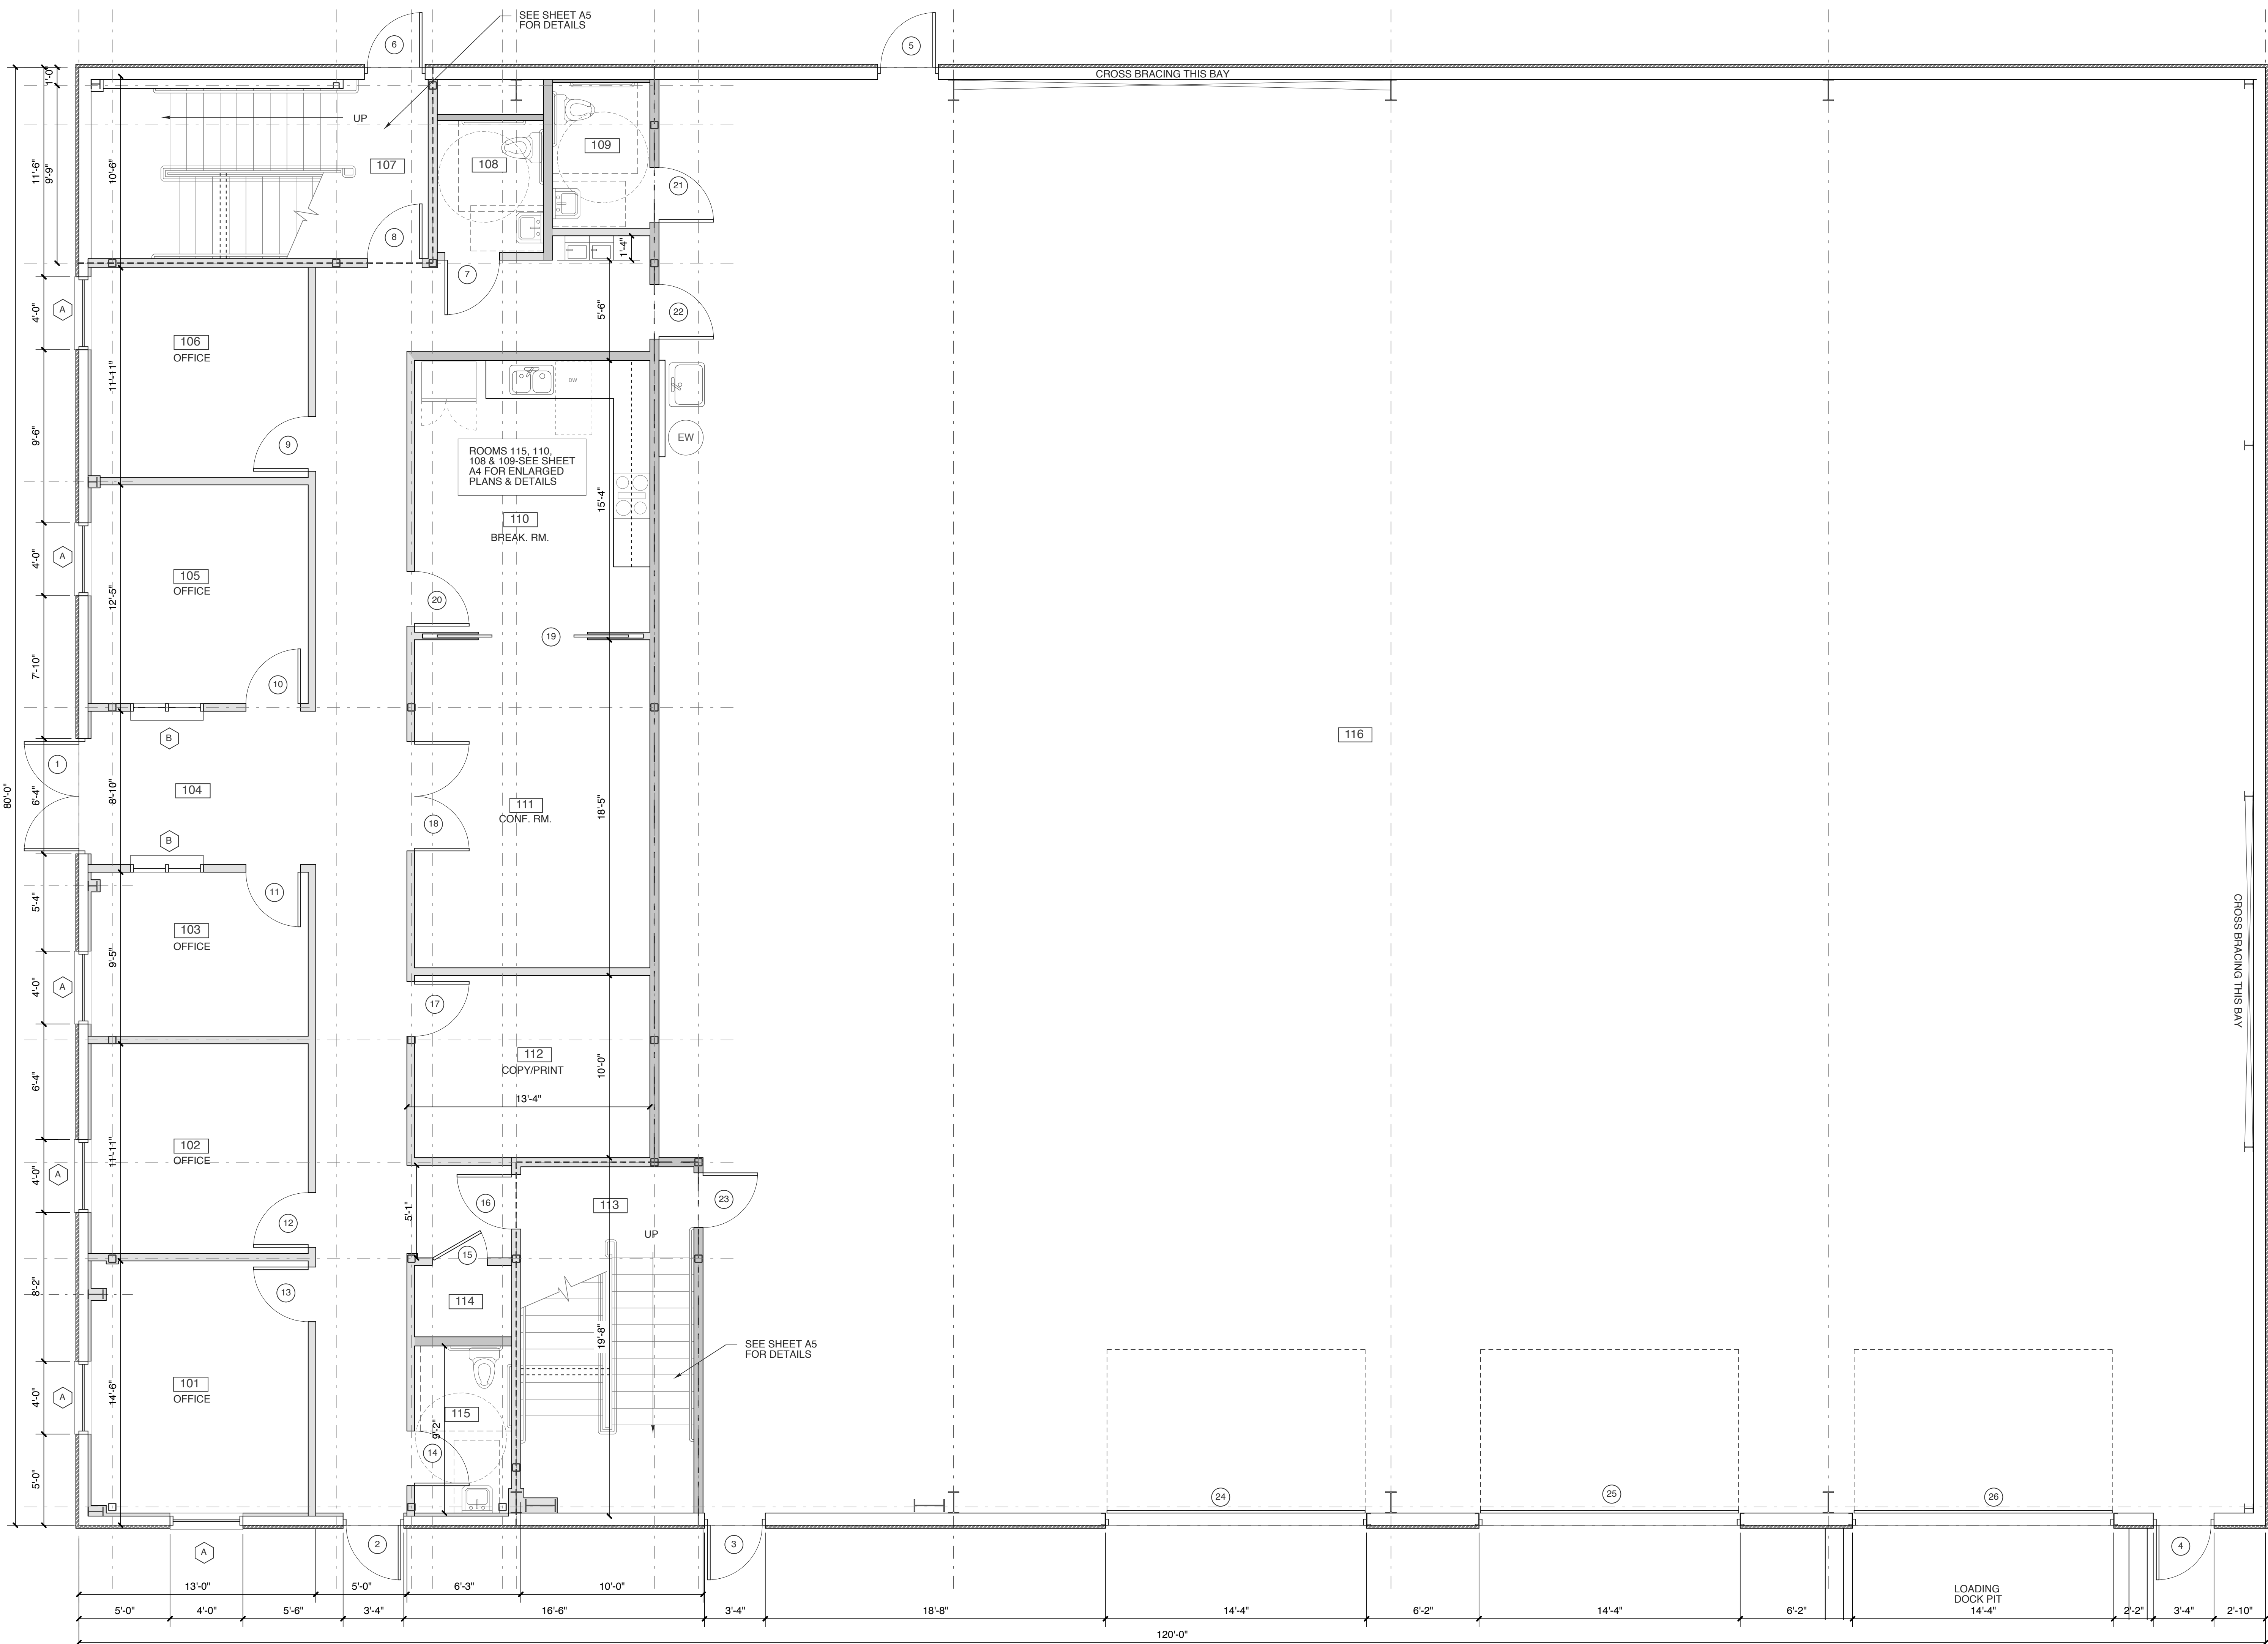 SEE SHEET A5
FOR DETAILS
6
5
CROSS BRACING THIS BAY
1'-0"
UP
107
108
109
11'-6"
9'-9"
10'-6"
21
8
7
1'-4"
22
5'-6"
4'-0"
A
106
OFFICE
11'-11"
DW
EW
9'-6"
9
ROOMS 115, 110,
108 & 109-SEE SHEET
A4 FOR ENLARGED
PLANS & DETAILS
15'-4"
110
BREAK. RM.
4'-0"
A
105
OFFICE
12'-5"
20
19
7'-10"
10
B
116
1
80'-0"
6'-4"
8'-10"
104
111
CONF. RM.
18'-5"
18
B
11
5'-4"
103
OFFICE
9'-5"
CROSS BRACING THIS BAY
4'-0"
A
17
112
COPY/PRINT
10'-0"
6'-4"
13'-4"
102
OFFICE
11'-11"
4'-0"
A
16
113
23
5'-1"
12
UP
15
8'-2"
13
114
19'-8"
SEE SHEET A5
FOR DETAILS
101
OFFICE
14'-6"
4'-0"
A
115
9'-2"
14
5'-0"
24
25
26
A
2
3
4
13'-0"
5'-0"
6'-3"
10'-0"
LOADING
DOCK PIT
5'-0"
4'-0"
5'-6"
3'-4"
16'-6"
3'-4"
18'-8"
14'-4"
6'-2"
14'-4"
6'-2"
14'-4"
2'-2"
3'-4"
2'-10"
120'-0"